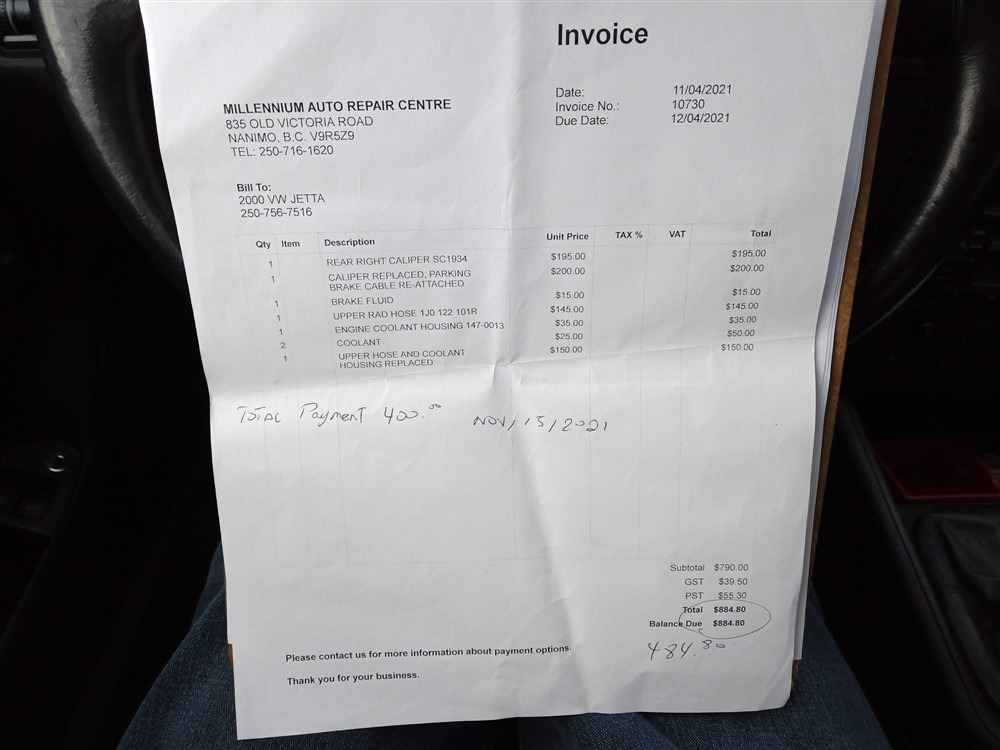 Invoice
MILLENNIUM AUTO REPAIR CENTRE
835 OLD VICTORIA ROAD
NANIMO, B.C. V9R5Z9
TEL: 250-716-1620
Date: 11/04/2021
Invoice No.: 10730
Due Date: 12/04/2021
Bill To:
2000 VW JETTA
250-756-7516
Qty Item Description Unit Price TAX % VAT Total
1 REAR RIGHT CALIPER SC1934 $195.00 $195.00
1 CALIPER REPLACED, PARKING $200.00 $200.00
BRAKE CABLE RE-ATTACHED
1 BRAKE FLUID $15.00 $15.00
1 UPPER RAD HOSE 1J0 122 101R $145.00 $145.00
1 ENGINE COOLANT HOUSING 147-0013 $35.00 $35.00
2 COOLANT $25.00 $50.00
1 UPPER HOSE AND COOLANT $150.00 $150.00
HOUSING REPLACED
TOTAL Payment 400.00 NOV/15/2021
Subtotal $790.00
GST $39.50
PST $55.30
Total $884.80
Balance Due $884.80
484.80
Please contact us for more information about payment options.
Thank you for your business.